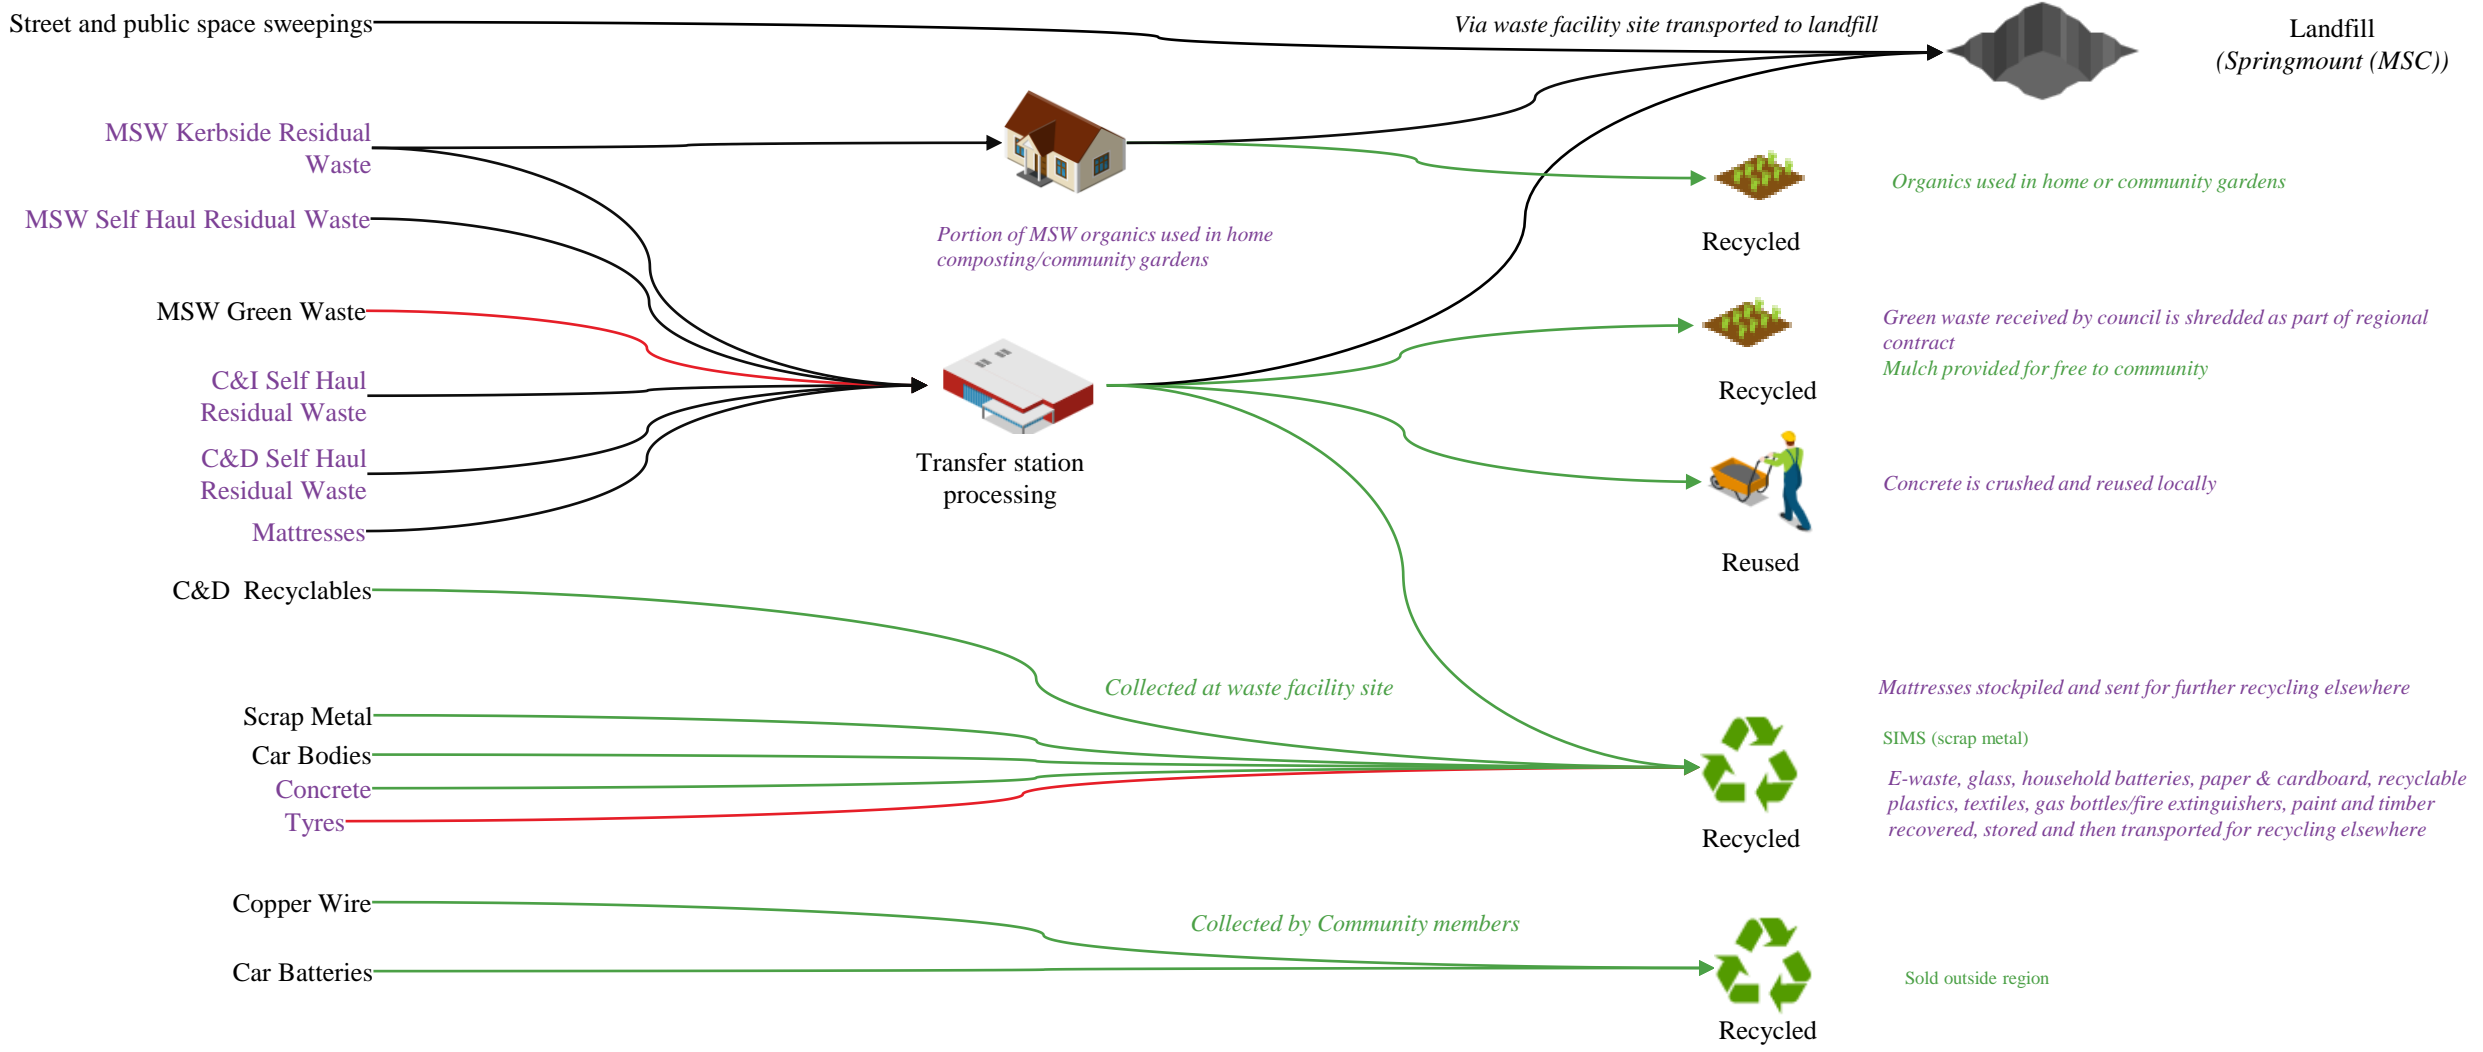 Street and public space sweepings
Via waste facility site transported to landfill
Landfill
(Springmount (MSC))
MSW Kerbside Residual
Waste
Organics used in home or community gardens
MSW Self Haul Residual Waste
Portion of MSW organics used in home
composting/community gardens
Recycled
MSW Green Waste
Green waste received by council is shredded as part of regional
contract
Mulch provided for free to community
C&I Self Haul
Residual Waste
Recycled
C&D Self Haul
Residual Waste
Transfer station
processing
Concrete is crushed and reused locally
Mattresses
Reused
C&D  Recyclables
Collected at waste facility site
Mattresses stockpiled and sent for further recycling elsewhere
Scrap Metal
SIMS (scrap metal)
Car Bodies
Concrete
Tyres
E-waste, glass, household batteries, paper & cardboard, recyclable
plastics, textiles, gas bottles/fire extinguishers, paint and timber
recovered, stored and then transported for recycling elsewhere
Recycled
Copper Wire
Collected by Community members
Car Batteries
Sold outside region
Recycled